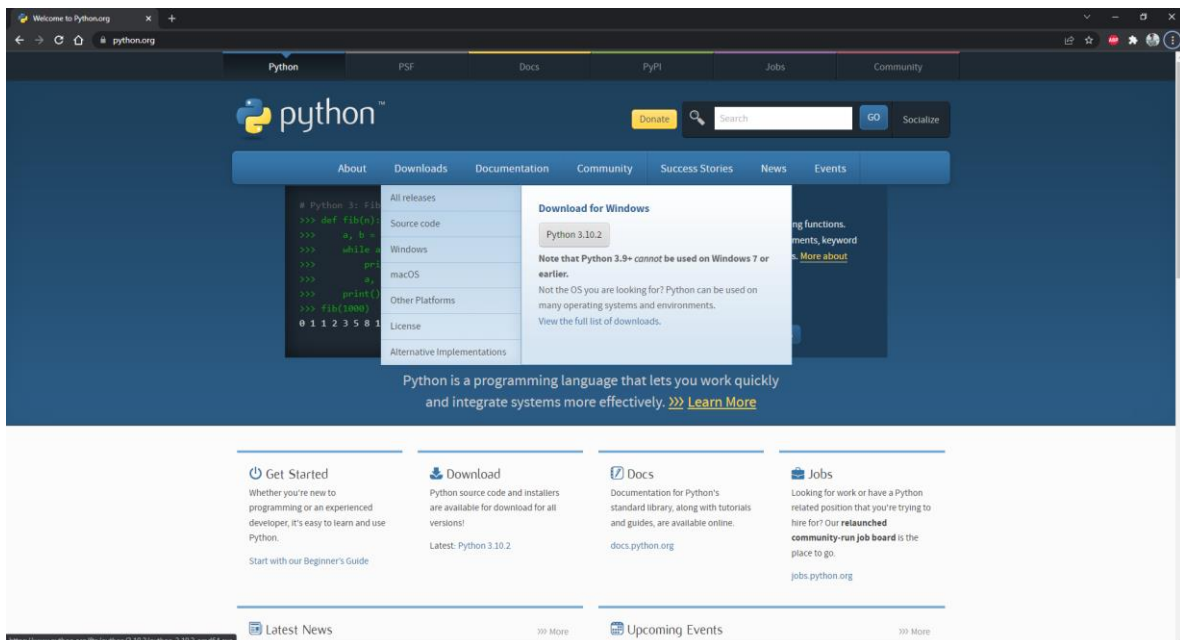 Welcome to Python.org
python.org
Python PSF Docs PyPI Jobs Community
python™
Donate Search GO Socialize
About Downloads Documentation Community Success Stories News Events
# Python 3: Fib
>>> def fib(n):
>>> a, b =
>>> while a
>>> pri
>>> a,
>>> print()
>>> fib(1000)
0 1 1 2 3 5 8 1
All releases
Source code
Windows
macOS
Other Platforms
License
Alternative Implementations
Download for Windows
Python 3.10.2
Note that Python 3.9+ cannot be used on Windows 7 or
earlier.
Not the OS you are looking for? Python can be used on
many operating systems and environments.
View the full list of downloads.
ng functions.
ments, keyword
s. More about
Python is a programming language that lets you work quickly
and integrate systems more effectively. >>> Learn More
Get Started
Whether you're new to
programming or an experienced
developer, it's easy to learn and use
Python.
Start with our Beginner's Guide
Download
Python source code and installers
are available for download for all
versions!
Latest: Python 3.10.2
Docs
Documentation for Python's
standard library, along with tutorials
and guides, are available online.
docs.python.org
Jobs
Looking for work or have a Python
related position that you're trying to
hire for? Our relaunched
community-run job board is the
place to go.
jobs.python.org
Latest News >>> More
Upcoming Events >>> More